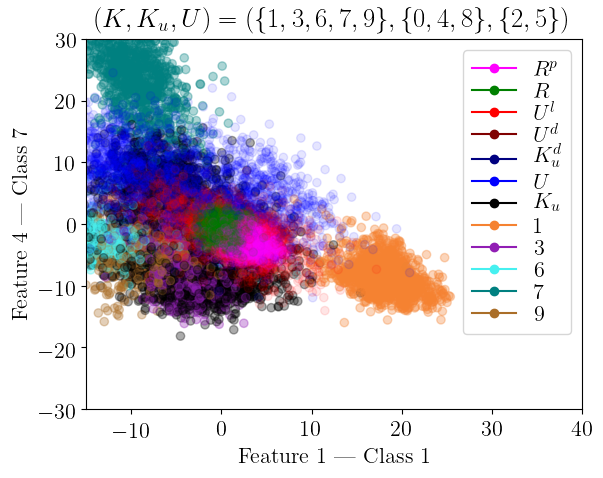 (K, K_u, U) = ({1, 3, 6, 7, 9}, {0, 4, 8}, {2, 5})
30
20
10
0
−10
−20
−30
Feature 4 — Class 7
−10
0
10
20
30
40
Feature 1 — Class 1
R^p
R
U^l
U^d
K_u^d
U
K_u
1
3
6
7
9